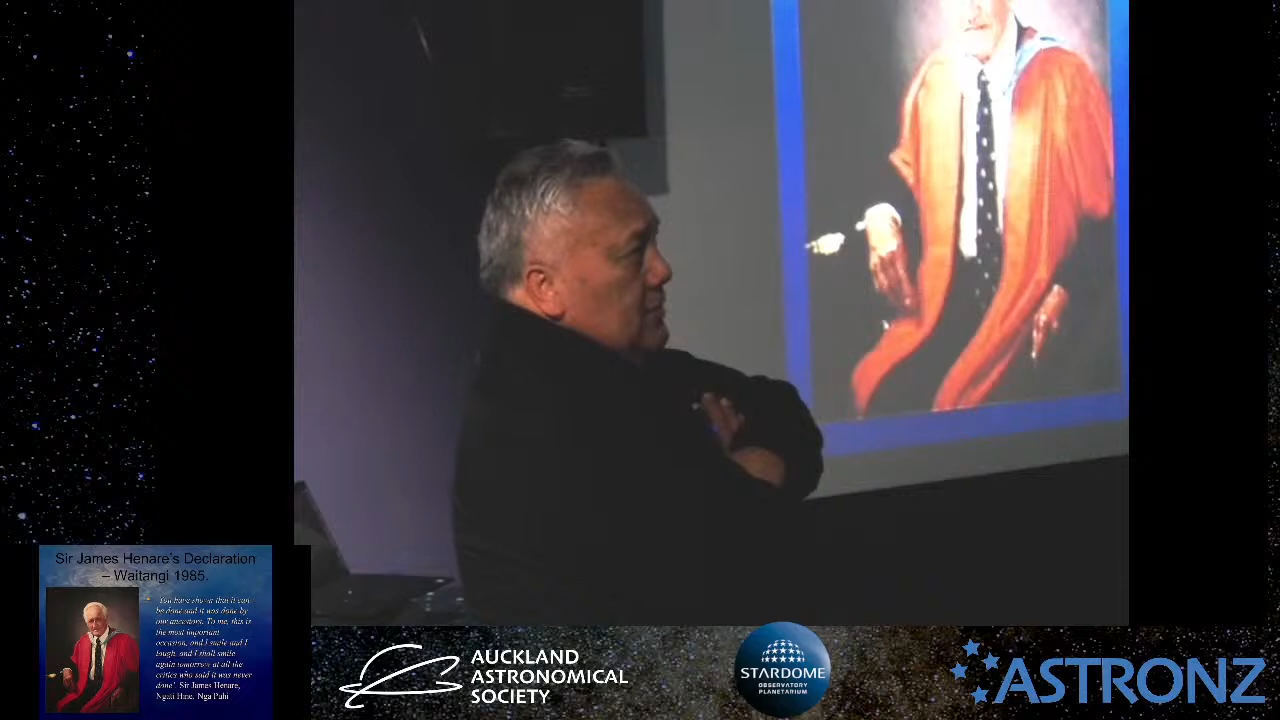 Sir James Henare's Declaration
– Waitangi 1985.
'You have shown that it can
be done and it was done by
our ancestors. To me, this is
the most important
occasion, and I smile and I
laugh, and I shall smile
again tomorrow at all the
critics who said it was never
done'. Sir James Henare,
Ngati Hine, Nga Puhi
AUCKLAND
ASTRONOMICAL
SOCIETY
STARDOME
OBSERVATORY
PLANETARIUM
ASTRONZ